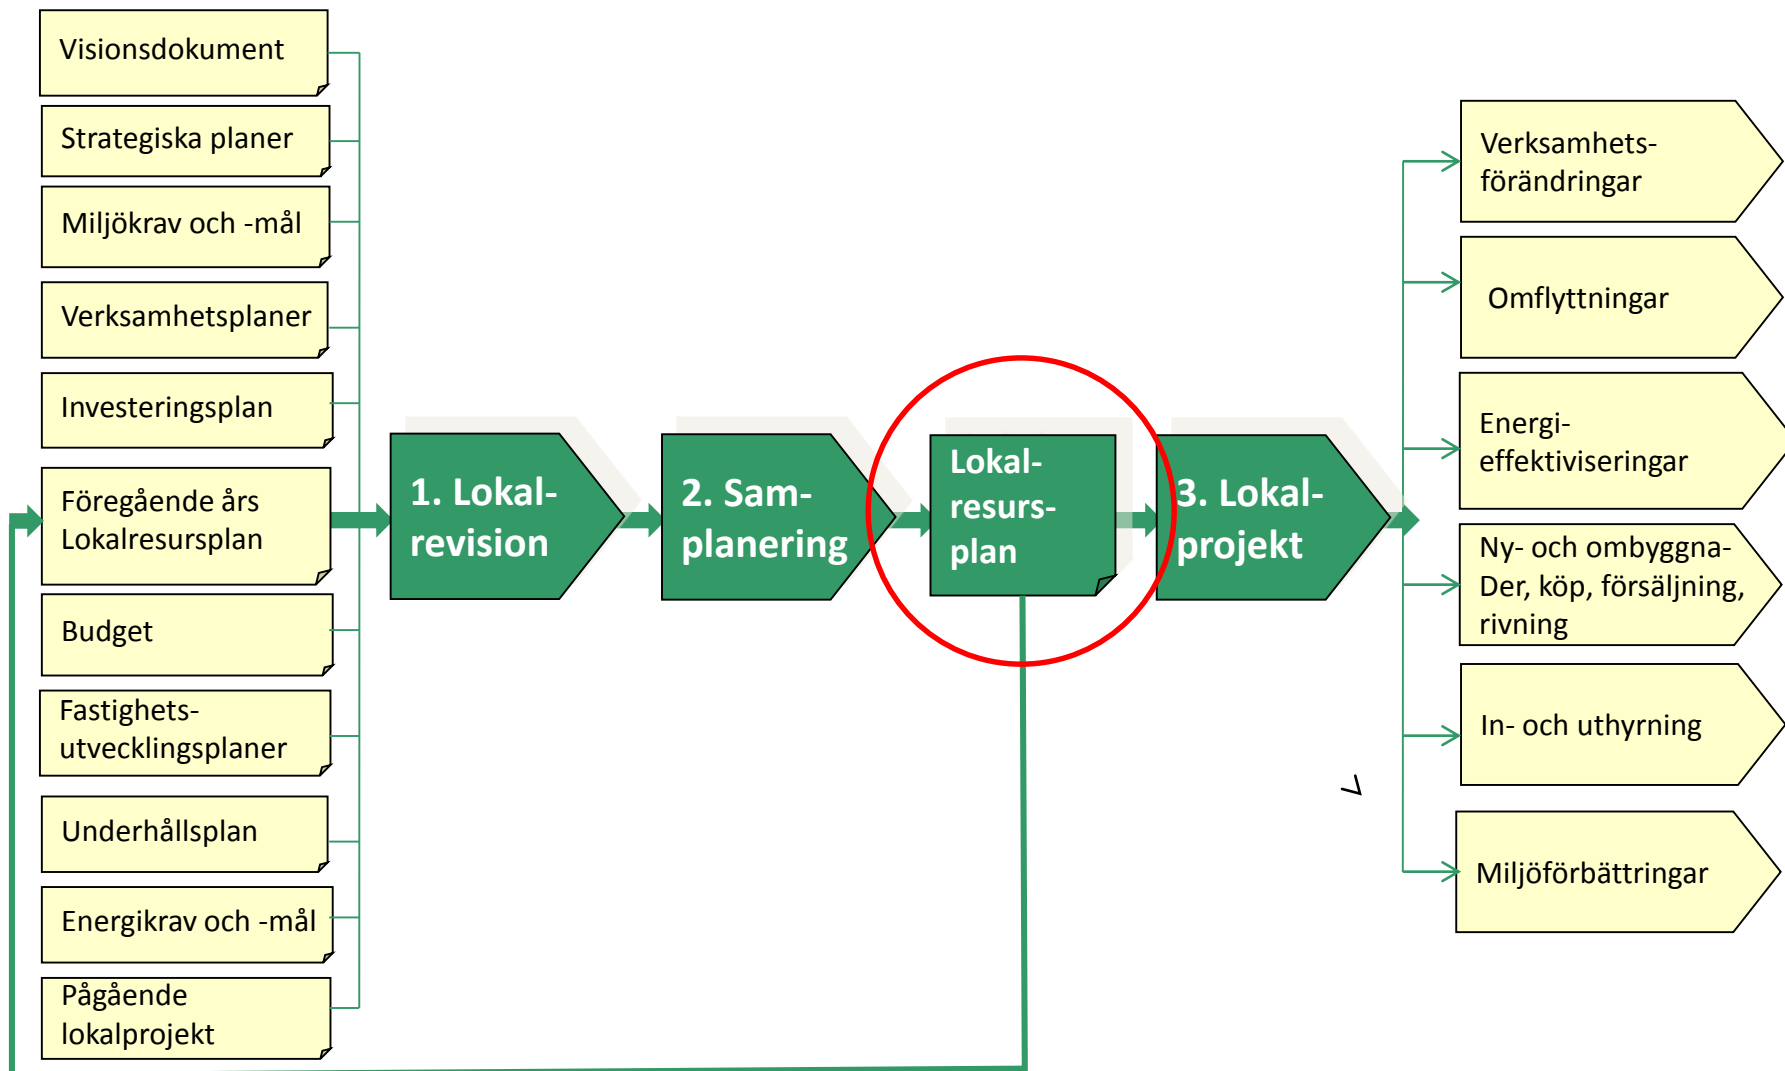 Visionsdokument
Strategiska planer
Miljökrav och -mål
Verksamhetsplaner
Investeringsplan
Föregående års
Lokalresursplan
Budget
Fastighets-
utvecklingsplaner
Underhållsplan
Energikrav och -mål
Pågående
lokalprojekt
1. Lokal-
revision
2. Sam-
planering
Lokal-
resurs-
plan
3. Lokal-
projekt
Verksamhets-
förändringar
Omflyttningar
Energi-
effektiviseringar
Ny- och ombyggna-
Der, köp, försäljning,
rivning
In- och uthyrning
Miljöförbättringar